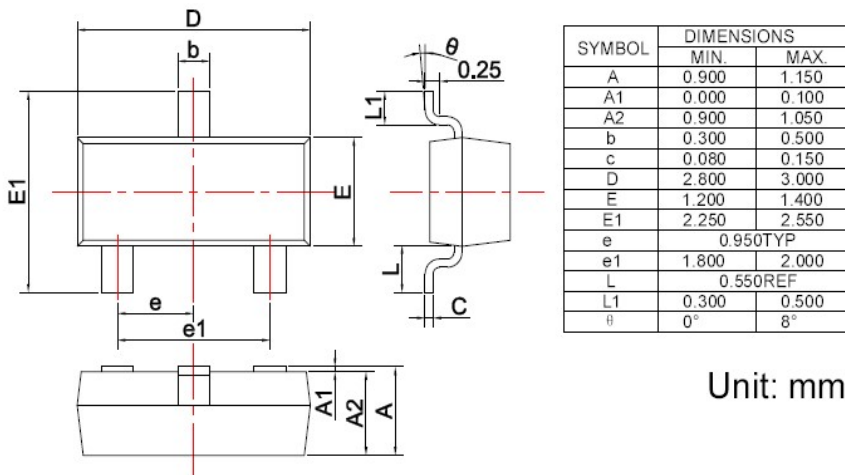 D
b
E1
E
e
e1
θ
0.25
L1
L
C
A1
A2
A
SYMBOL DIMENSIONS
MIN. MAX.
A 0.900 1.150
A1 0.000 0.100
A2 0.900 1.050
b 0.300 0.500
c 0.080 0.150
D 2.800 3.000
E 1.200 1.400
E1 2.250 2.550
e 0.950TYP
e1 1.800 2.000
L 0.550REF
L1 0.300 0.500
θ 0° 8°
Unit: mm